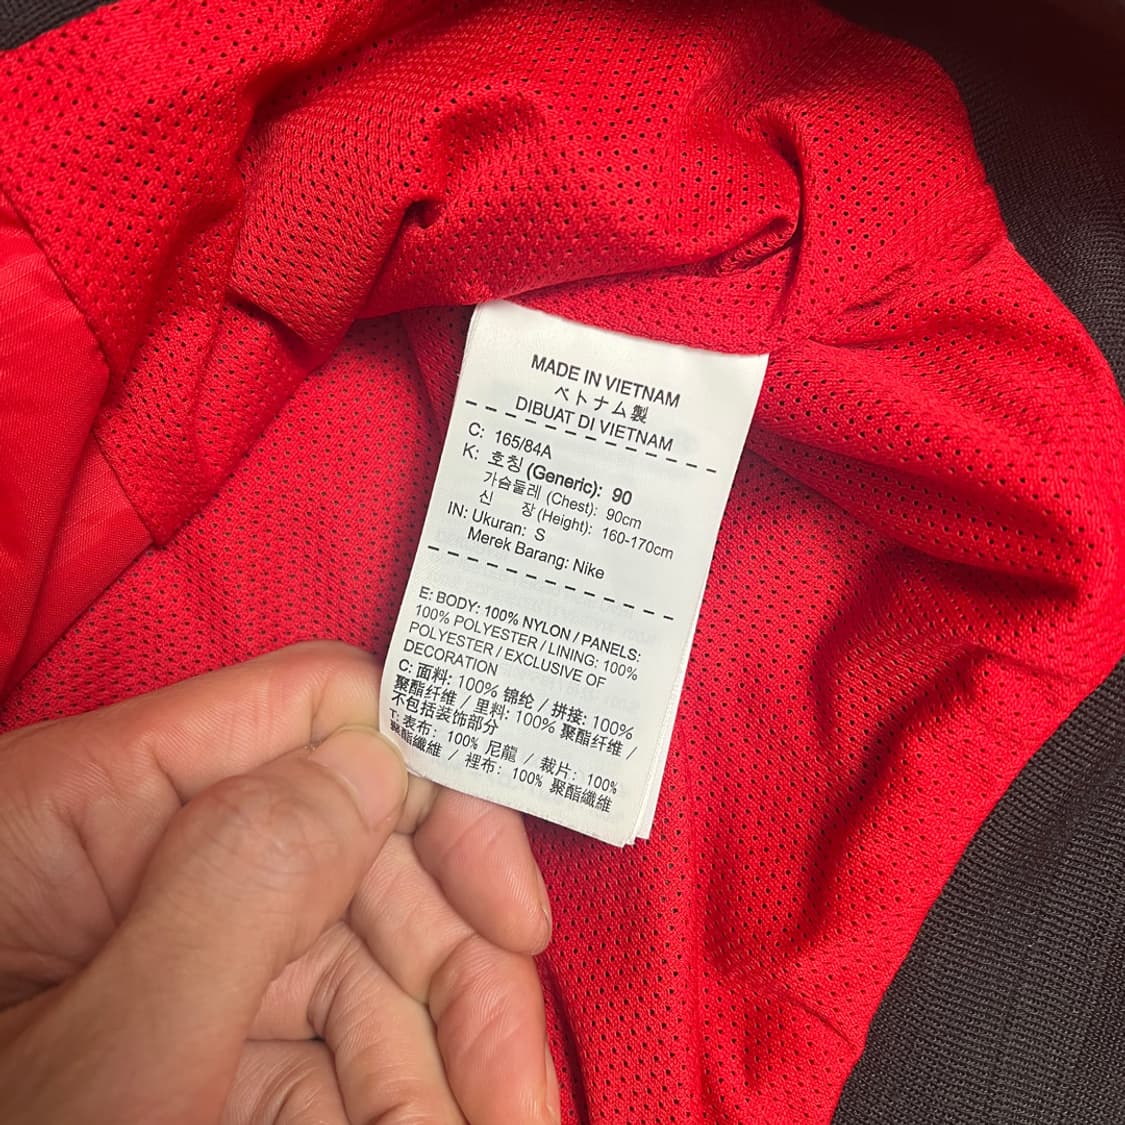 MADE IN VIETNAM
ベトナム製
DIBUAT DI VIETNAM
C: 165/84A
K: 호칭 (Generic): 90
가슴둘레 (Chest): 90cm
신 장 (Height): 160-170cm
IN: Ukuran: S
Merek Barang: Nike
E: BODY: 100% NYLON / PANELS:
100% POLYESTER / LINING: 100%
POLYESTER / EXCLUSIVE OF
DECORATION
C: 面料: 100% 锦纶 / 拼接: 100%
聚酯纤维 / 里料: 100% 聚酯纤维 /
不包括装饰部分
T: 表布: 100% 尼龍 / 裁片: 100%
聚酯纖維 / 裡布: 100% 聚酯纖維